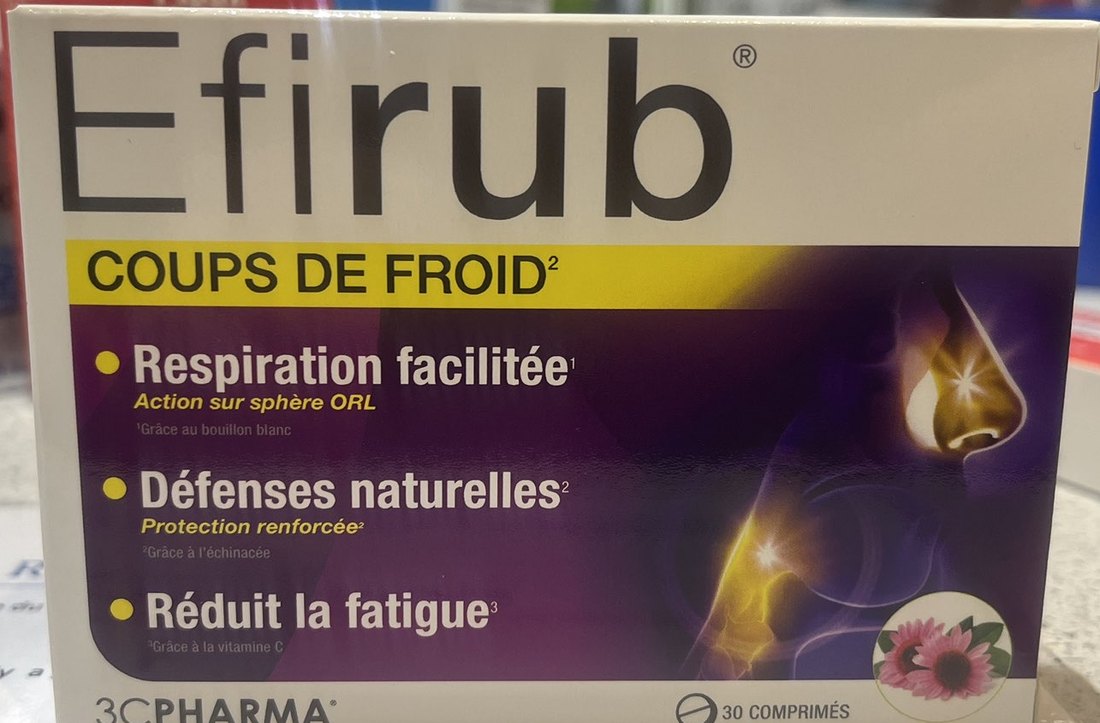 Efirub®
COUPS DE FROID²
Respiration facilitée¹
Action sur sphère ORL
¹Grâce au bouillon blanc
Défenses naturelles²
Protection renforcée²
²Grâce à l'échinacée
Réduit la fatigue³
³Grâce à la vitamine C
3CPHARMA®
30 COMPRIMÉS